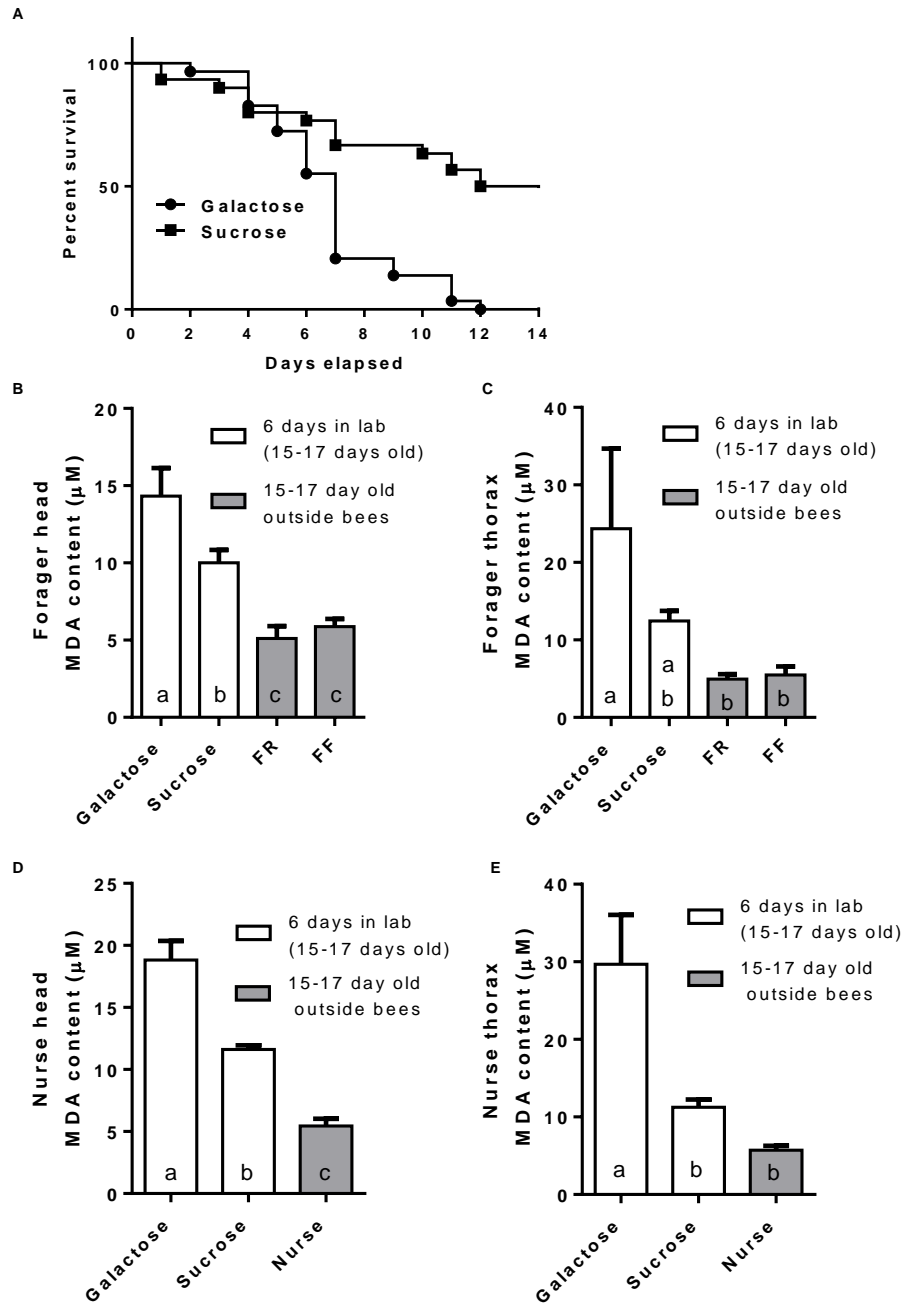 A
Percent survival
100
50
0
Galactose
Sucrose
0 2 4 6 8 10 12 14
Days elapsed
B
Forager head
MDA content (µM)
20
15
10
5
0
6 days in lab
(15-17 days old)
15-17 day old
outside bees
a b c c
Galactose Sucrose FR FF
C
Forager thorax
MDA content (µM)
40
30
20
10
0
6 days in lab
(15-17 days old)
15-17 day old
outside bees
a
a b b b
Galactose Sucrose FR FF
D
Nurse head
MDA content (µM)
25
20
15
10
5
0
6 days in lab
(15-17 days old)
15-17 day old
outside bees
a b c
Galactose Sucrose Nurse
E
Nurse thorax
MDA content (µM)
40
30
20
10
0
6 days in lab
(15-17 days old)
15-17 day old
outside bees
a b b
Galactose Sucrose Nurse